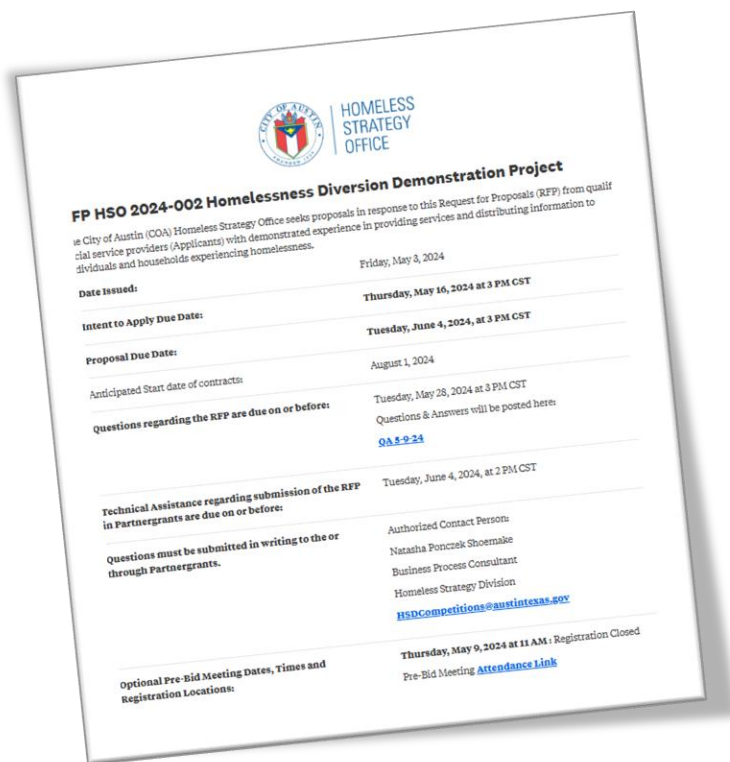 CITY OF AUSTIN
HOMELESS
STRATEGY
OFFICE
FP HSO 2024-002 Homelessness Diversion Demonstration Project
e City of Austin (COA) Homeless Strategy Office seeks proposals in response to this Request for Proposals (RFP) from qualif
cial service providers (Applicants) with demonstrated experience in providing services and distributing information to
dividuals and households experiencing homelessness.
Date Issued:
Friday, May 3, 2024
Intent to Apply Due Date:
Thursday, May 16, 2024 at 3 PM CST
Proposal Due Date:
Tuesday, June 4, 2024, at 3 PM CST
Anticipated Start date of contracts:
August 1, 2024
Questions regarding the RFP are due on or before:
Tuesday, May 28, 2024 at 3 PM CST
Questions & Answers will be posted here:
QA 5-9-24
Technical Assistance regarding submission of the RFP
in Partnergrants are due on or before:
Tuesday, June 4, 2024, at 2 PM CST
Questions must be submitted in writing to the or
through Partnergrants.
Authorized Contact Person:
Natasha Ponczek Shoemake
Business Process Consultant
Homeless Strategy Division
HSDCompetitions@austintexas.gov
Optional Pre-Bid Meeting Dates, Times and
Registration Locations:
Thursday, May 9, 2024 at 11 AM : Registration Closed
Pre-Bid Meeting Attendance Link